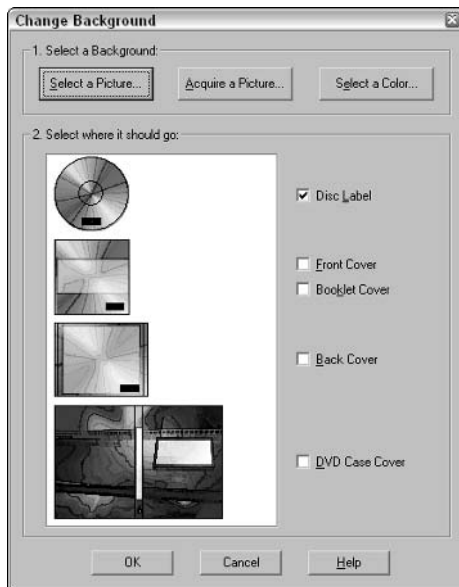 Change Background
1. Select a Background:
Select a Picture...
Acquire a Picture...
Select a Color...
2. Select where it should go:
Disc Label
Front Cover
Booklet Cover
Back Cover
DVD Case Cover
OK
Cancel
Help